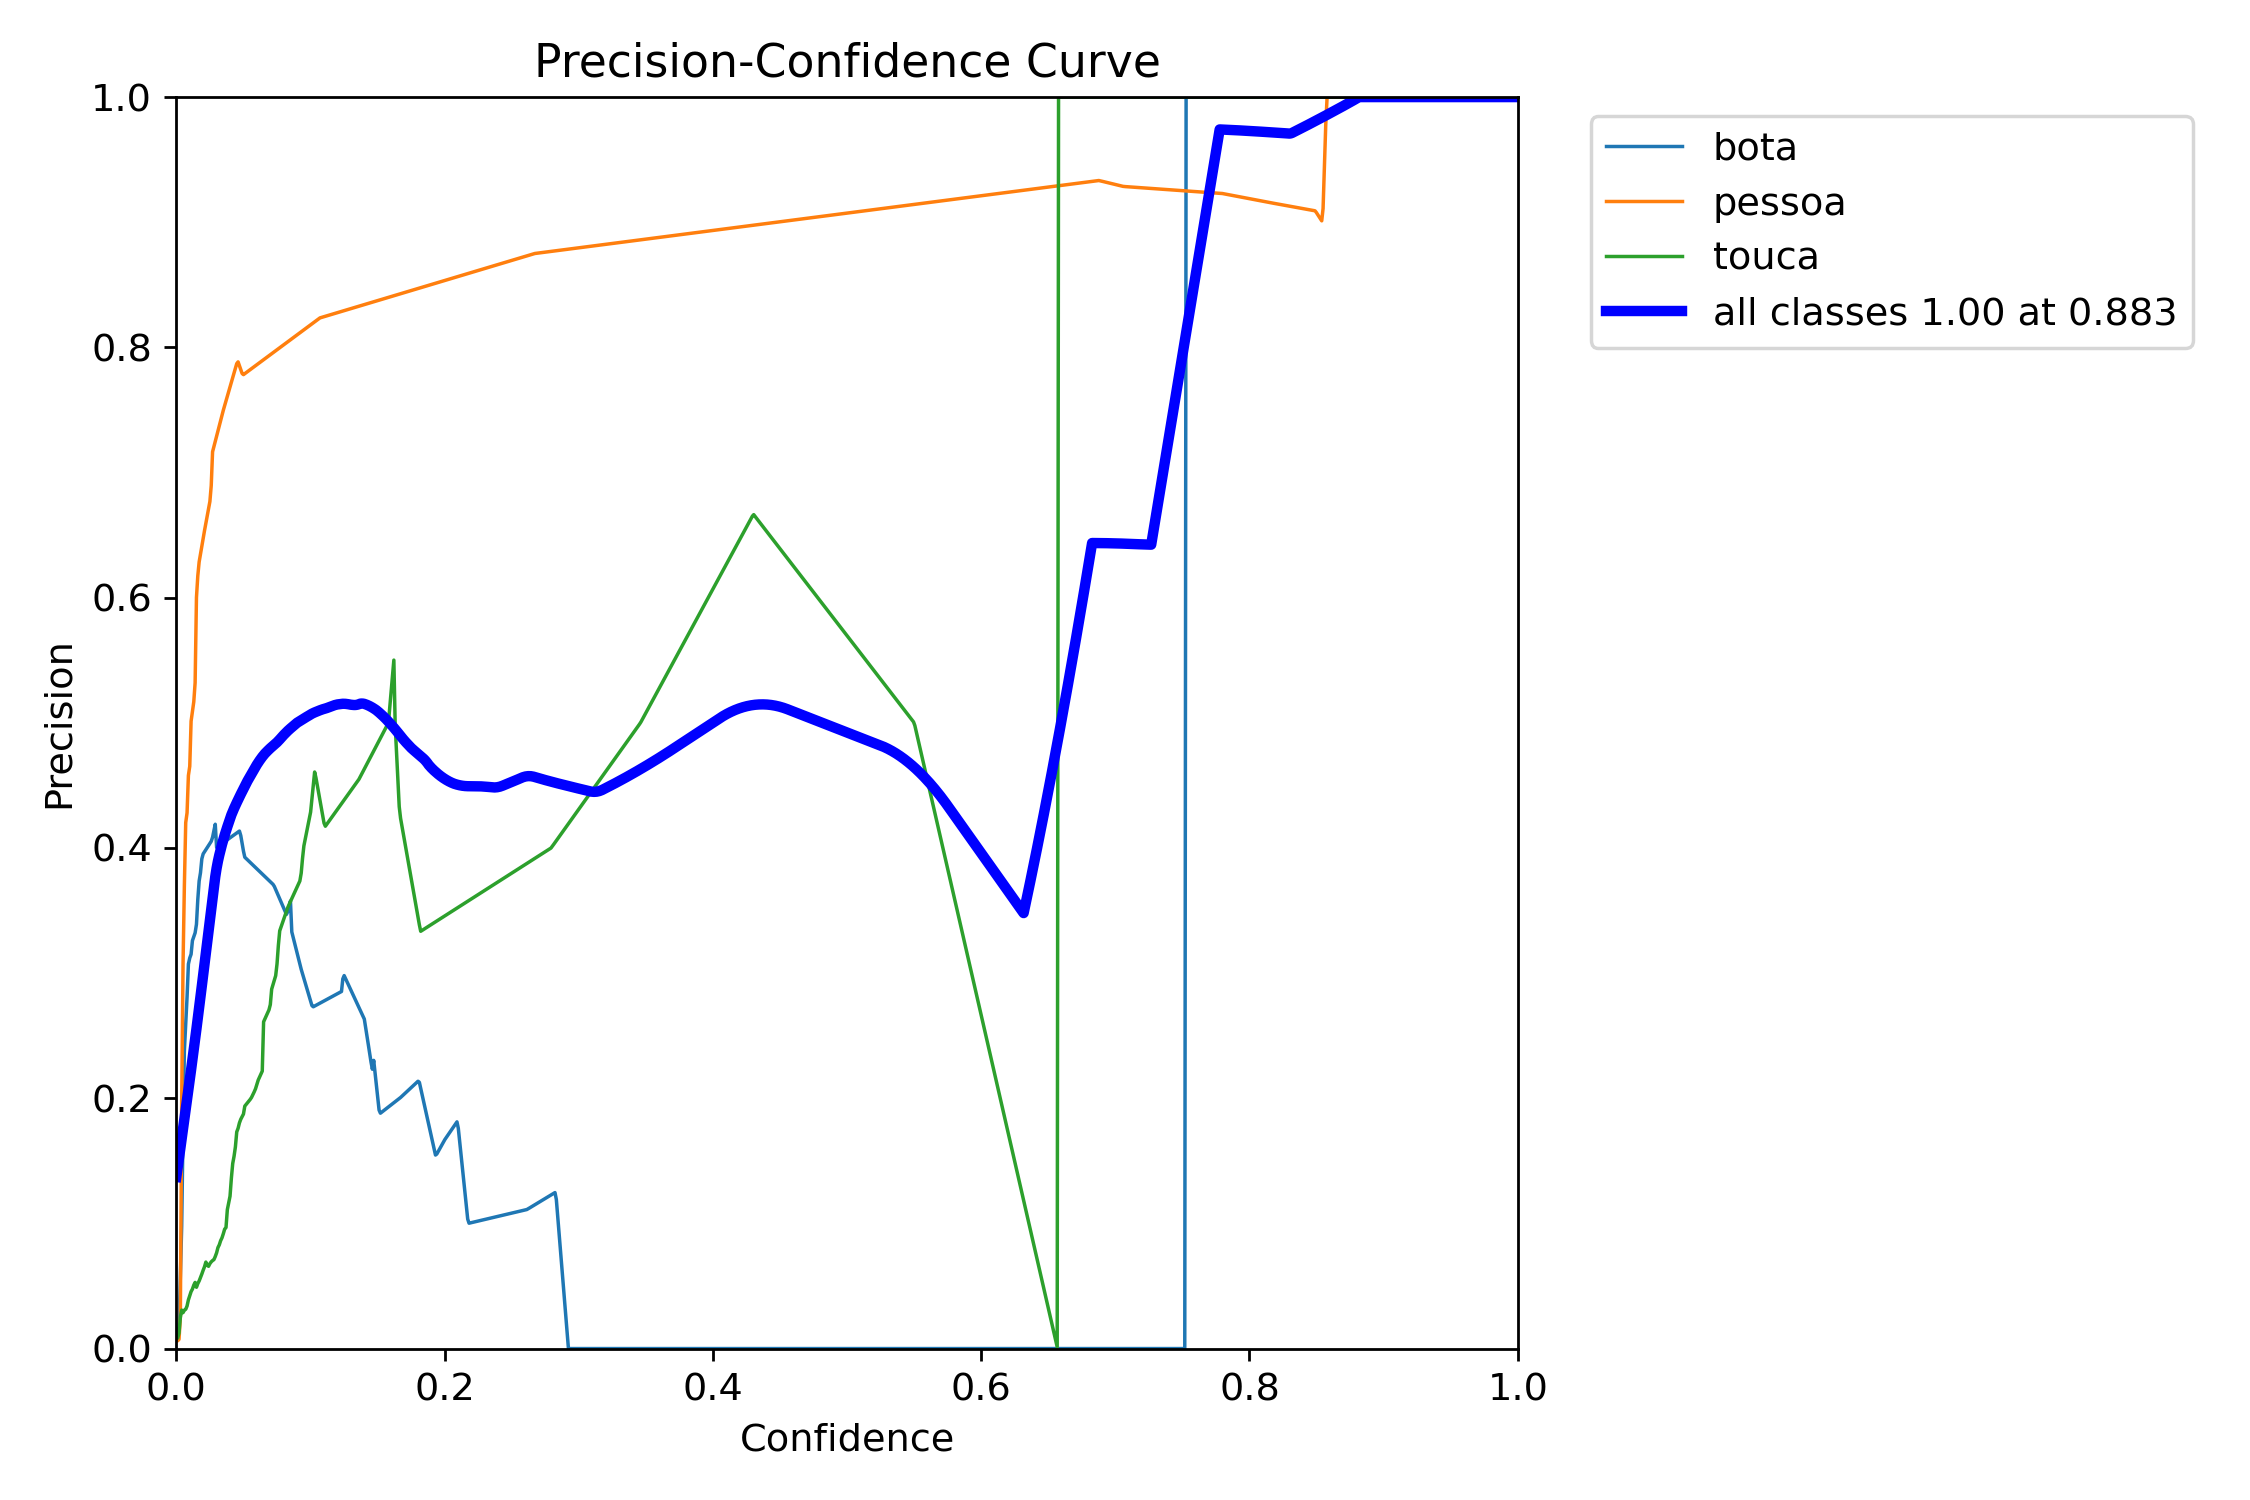 Precision-Confidence Curve
1.0
0.8
0.6
0.4
0.2
0.0
Precision
0.0 0.2 0.4 0.6 0.8 1.0
Confidence
bota
pessoa
touca
all classes 1.00 at 0.883